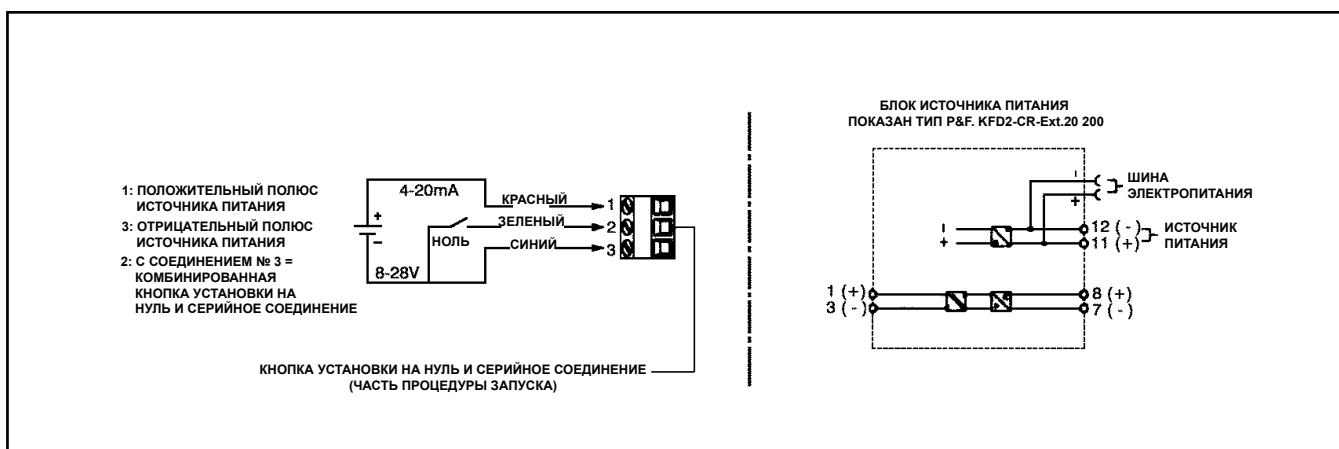 1: ПОЛОЖИТЕЛЬНЫЙ ПОЛЮС
ИСТОЧНИКА ПИТАНИЯ
3: ОТРИЦАТЕЛЬНЫЙ ПОЛЮС
ИСТОЧНИКА ПИТАНИЯ
2: С СОЕДИНЕНИЕМ № 3 =
КОМБИНИРОВАННАЯ
КНОПКА УСТАНОВКИ НА
НУЛЬ И СЕРИЙНОЕ СОЕДИНЕНИЕ
4-20mA
+
−
НОЛЬ
8-28V
КРАСНЫЙ
1
ЗЕЛЕНЫЙ
2
СИНИЙ
3
КНОПКА УСТАНОВКИ НА НУЛЬ И СЕРИЙНОЕ СОЕДИНЕНИЕ
(ЧАСТЬ ПРОЦЕДУРЫ ЗАПУСКА)
БЛОК ИСТОЧНИКА ПИТАНИЯ
ПОКАЗАН ТИП P&F. KFD2-CR-Ext.20 200
-
+
ШИНА
ЭЛЕКТРОПИТАНИЯ
-
+
12 (-)
11 (+)
ИСТОЧНИК
ПИТАНИЯ
1 (+)
3 (-)
8 (+)
7 (-)